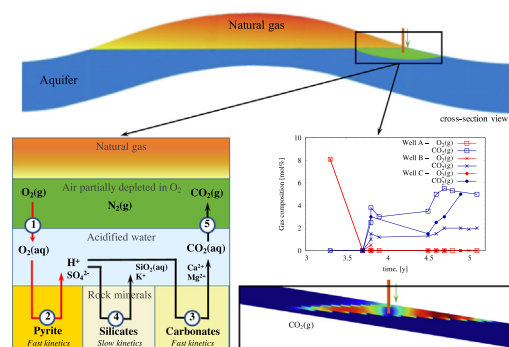 Natural gas
Aquifer
cross-section view
Natural gas
O₂(g)
Air partially depleted in O₂
CO₂(g)
N₂(g)
1
5
Acidified water
O₂(aq)
CO₂(aq)
H⁺
SO₄²⁻
SiO₂(aq)
K⁺
Ca²⁺
Mg²⁺
Rock minerals
2
4
3
Pyrite
Silicates
Carbonates
Fast kinetics
Slow kinetics
Fast kinetics
Well A – O₂(g)
CO₂(g)
Well B – O₂(g)
CO₂(g)
Well C – O₂(g)
CO₂(g)
Gas composition [mol%]
10
8
6
4
2
0
3
3.5
4
4.5
5
time, [y]
CO₂(g)